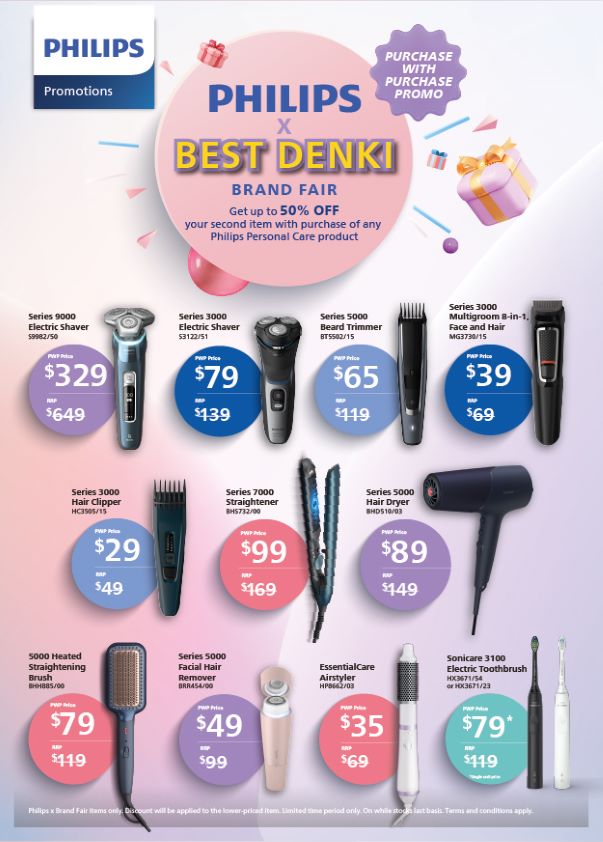 PHILIPS
Promotions
PURCHASE
WITH
PURCHASE
PROMO
PHILIPS
X
BEST DENKI
BRAND FAIR
Get up to 50% OFF
your second item with purchase of any
Philips Personal Care product
Series 9000
Electric Shaver
S9982/50
PWP Price
$329
RRP
$649
Series 3000
Electric Shaver
S3122/51
PWP Price
$79
RRP
$139
Series 5000
Beard Trimmer
BT5502/15
PWP Price
$65
RRP
$119
Series 3000
Multigroom 8-in-1,
Face and Hair
MG3730/15
PWP Price
$39
RRP
$69
Series 3000
Hair Clipper
HC3505/15
PWP Price
$29
RRP
$49
Series 7000
Straightener
BHS732/00
PWP Price
$99
RRP
$169
Series 5000
Hair Dryer
BHD510/03
PWP Price
$89
RRP
$149
5000 Heated
Straightening
Brush
BHH885/00
PWP Price
$79
RRP
$119
Series 5000
Facial Hair
Remover
BRR454/00
PWP Price
$49
RRP
$99
EssentialCare
Airstyler
HP8662/03
PWP Price
$35
RRP
$69
Sonicare 3100
Electric Toothbrush
HX3671/54
or HX3671/23
PWP Price
$79*
RRP
$119
*Single unit price
Philips x Brand Fair items only. Discount will be applied to the lower-priced item. Limited time period only. On while stocks last basis. Terms and conditions apply.